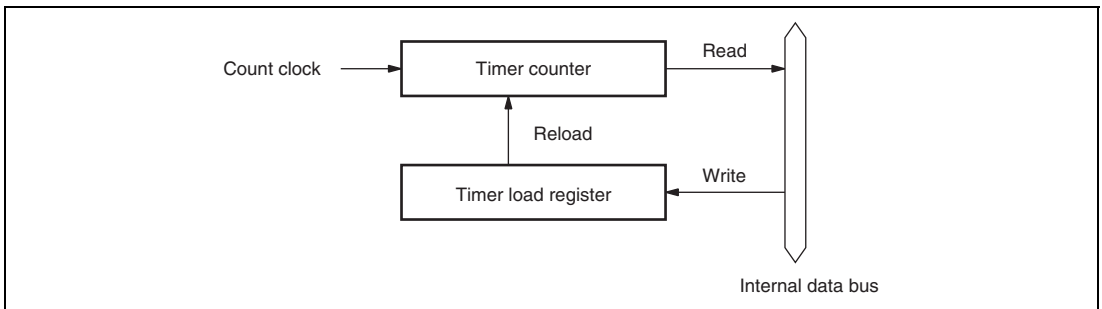 Read
Count clock
Timer counter
Reload
Write
Timer load register
Internal data bus